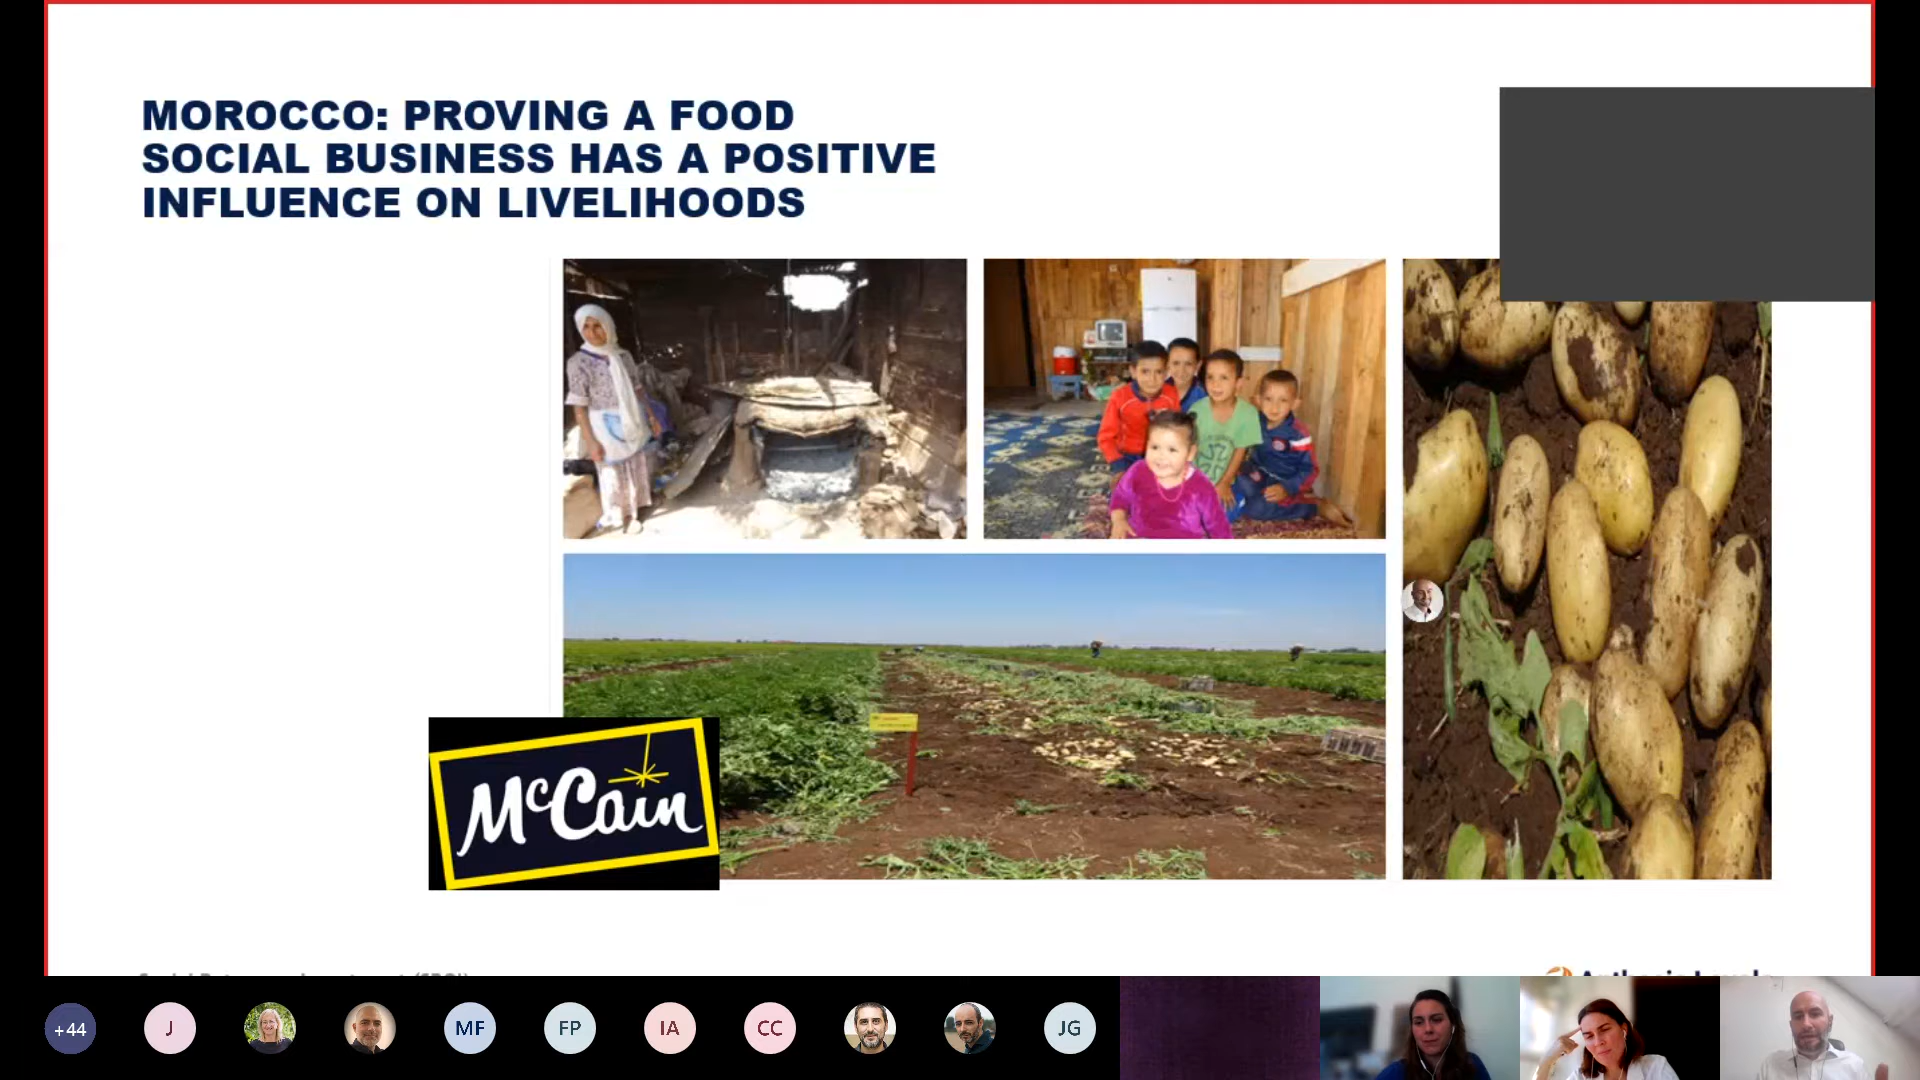 MOROCCO: PROVING A FOOD
SOCIAL BUSINESS HAS A POSITIVE
INFLUENCE ON LIVELIHOODS
McCain
+44
J
MF
FP
IA
CC
JG